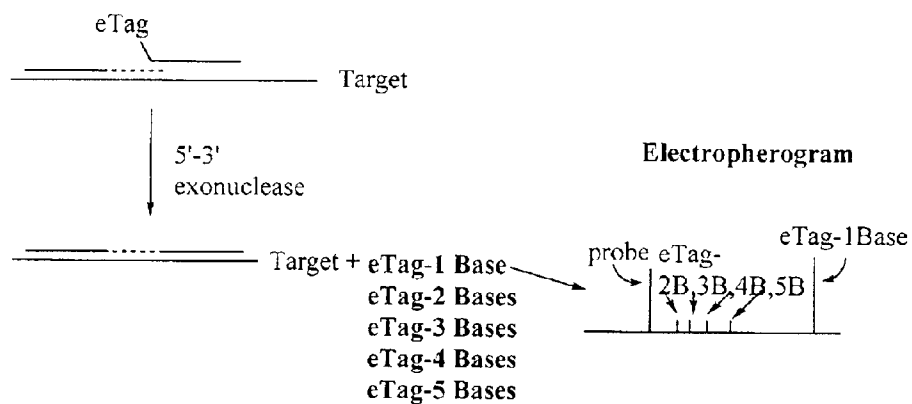 eTag
Target
5'-3'
exonuclease
Electropherogram
Target + eTag-1 Base
eTag-2 Bases
eTag-3 Bases
eTag-4 Bases
eTag-5 Bases
probe
eTag-
2B,3B,4B,5B
eTag-1Base